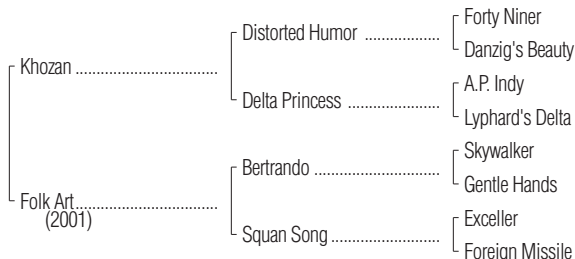 Forty Niner
Distorted Humor ..................
Danzig's Beauty
Khozan ...................................
A.P. Indy
Delta Princess ......................
Lyphard's Delta
Skywalker
Bertrando ..............................
Gentle Hands
Folk Art...................................
(2001)
Exceller
Squan Song..........................
Foreign Missile